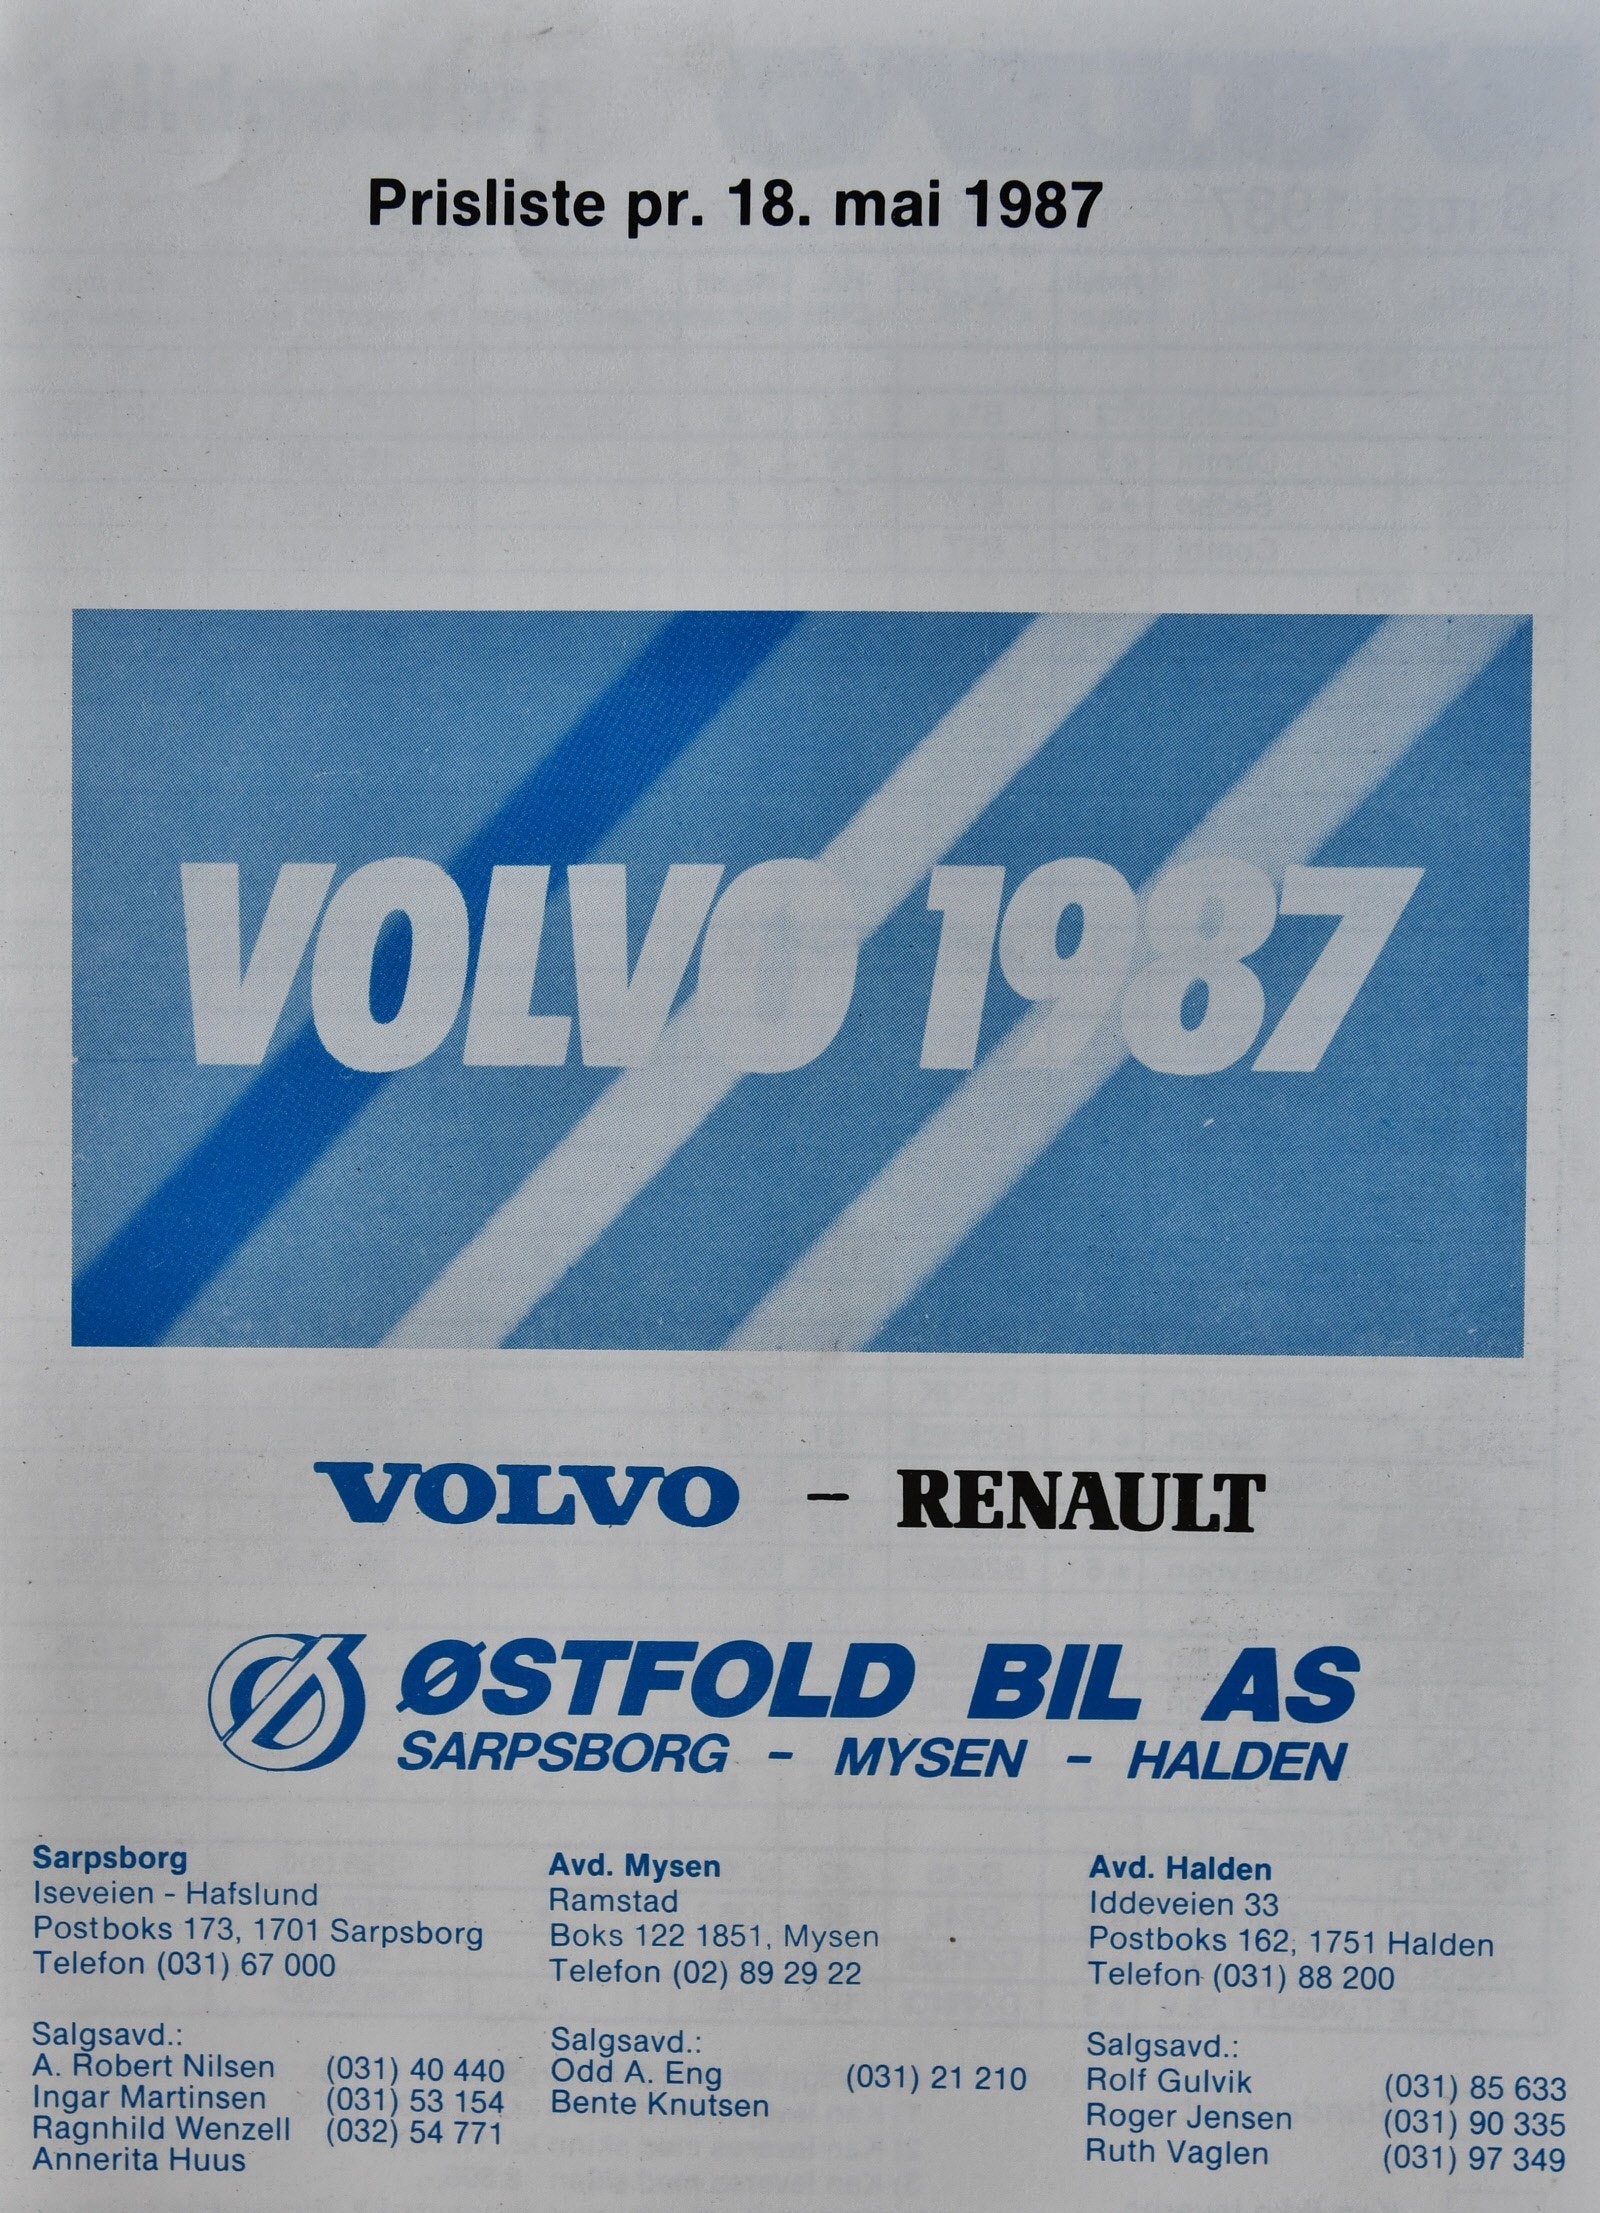 Prisliste pr. 18. mai 1987
VOLVO 1987
VOLVO – RENAULT
ØSTFOLD BIL AS
SARPSBORG – MYSEN – HALDEN
Sarpsborg
Iseveien - Hafslund
Postboks 173, 1701 Sarpsborg
Telefon (031) 67 000
Salgsavd.:
A. Robert Nilsen (031) 40 440
Ingar Martinsen (031) 53 154
Ragnhild Wenzell (032) 54 771
Annerita Huus
Avd. Mysen
Ramstad
Boks 122 1851, Mysen
Telefon (02) 89 29 22
Salgsavd.:
Odd A. Eng (031) 21 210
Bente Knutsen
Avd. Halden
Iddeveien 33
Postboks 162, 1751 Halden
Telefon (031) 88 200
Salgsavd.:
Rolf Gulvik (031) 85 633
Roger Jensen (031) 90 335
Ruth Vaglen (031) 97 349